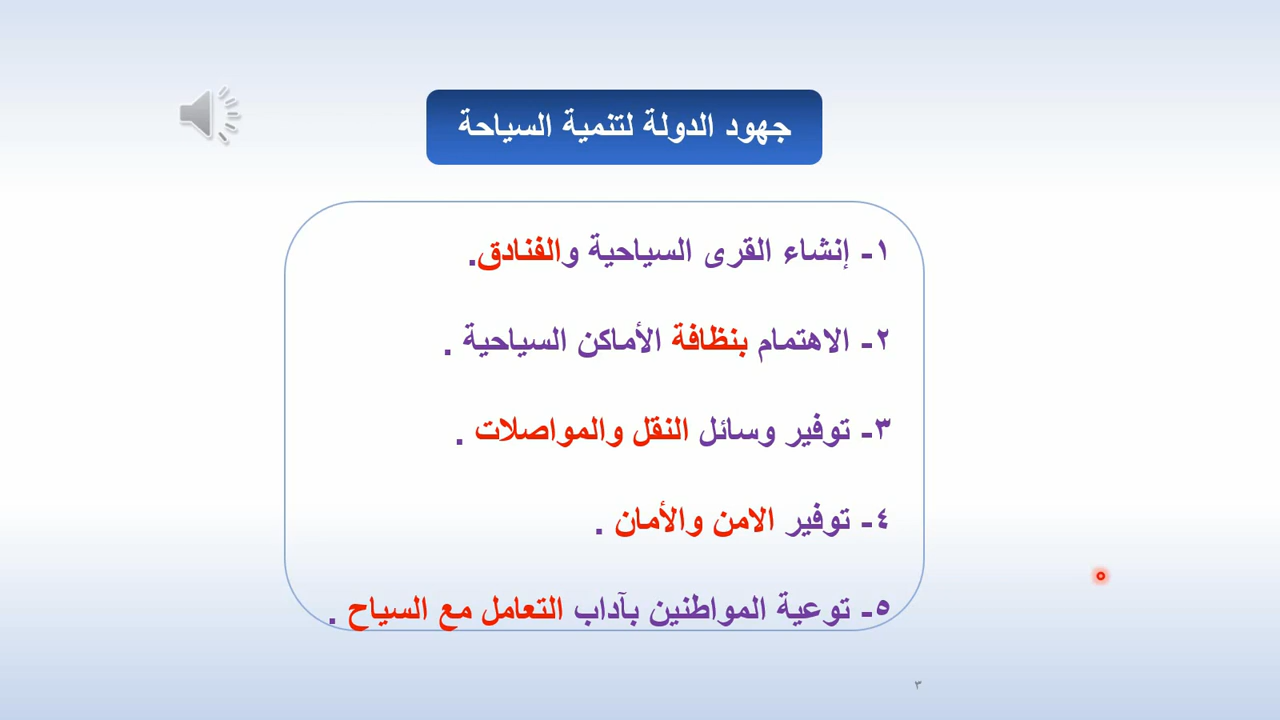 جهود الدولة لتنمية السياحة
١- إنشاء القرى السياحية والفنادق.
٢- الاهتمام بنظافة الأماكن السياحية .
٣- توفير وسائل النقل والمواصلات .
٤- توفير الامن والأمان .
٥- توعية المواطنين بآداب التعامل مع السياح .
٣